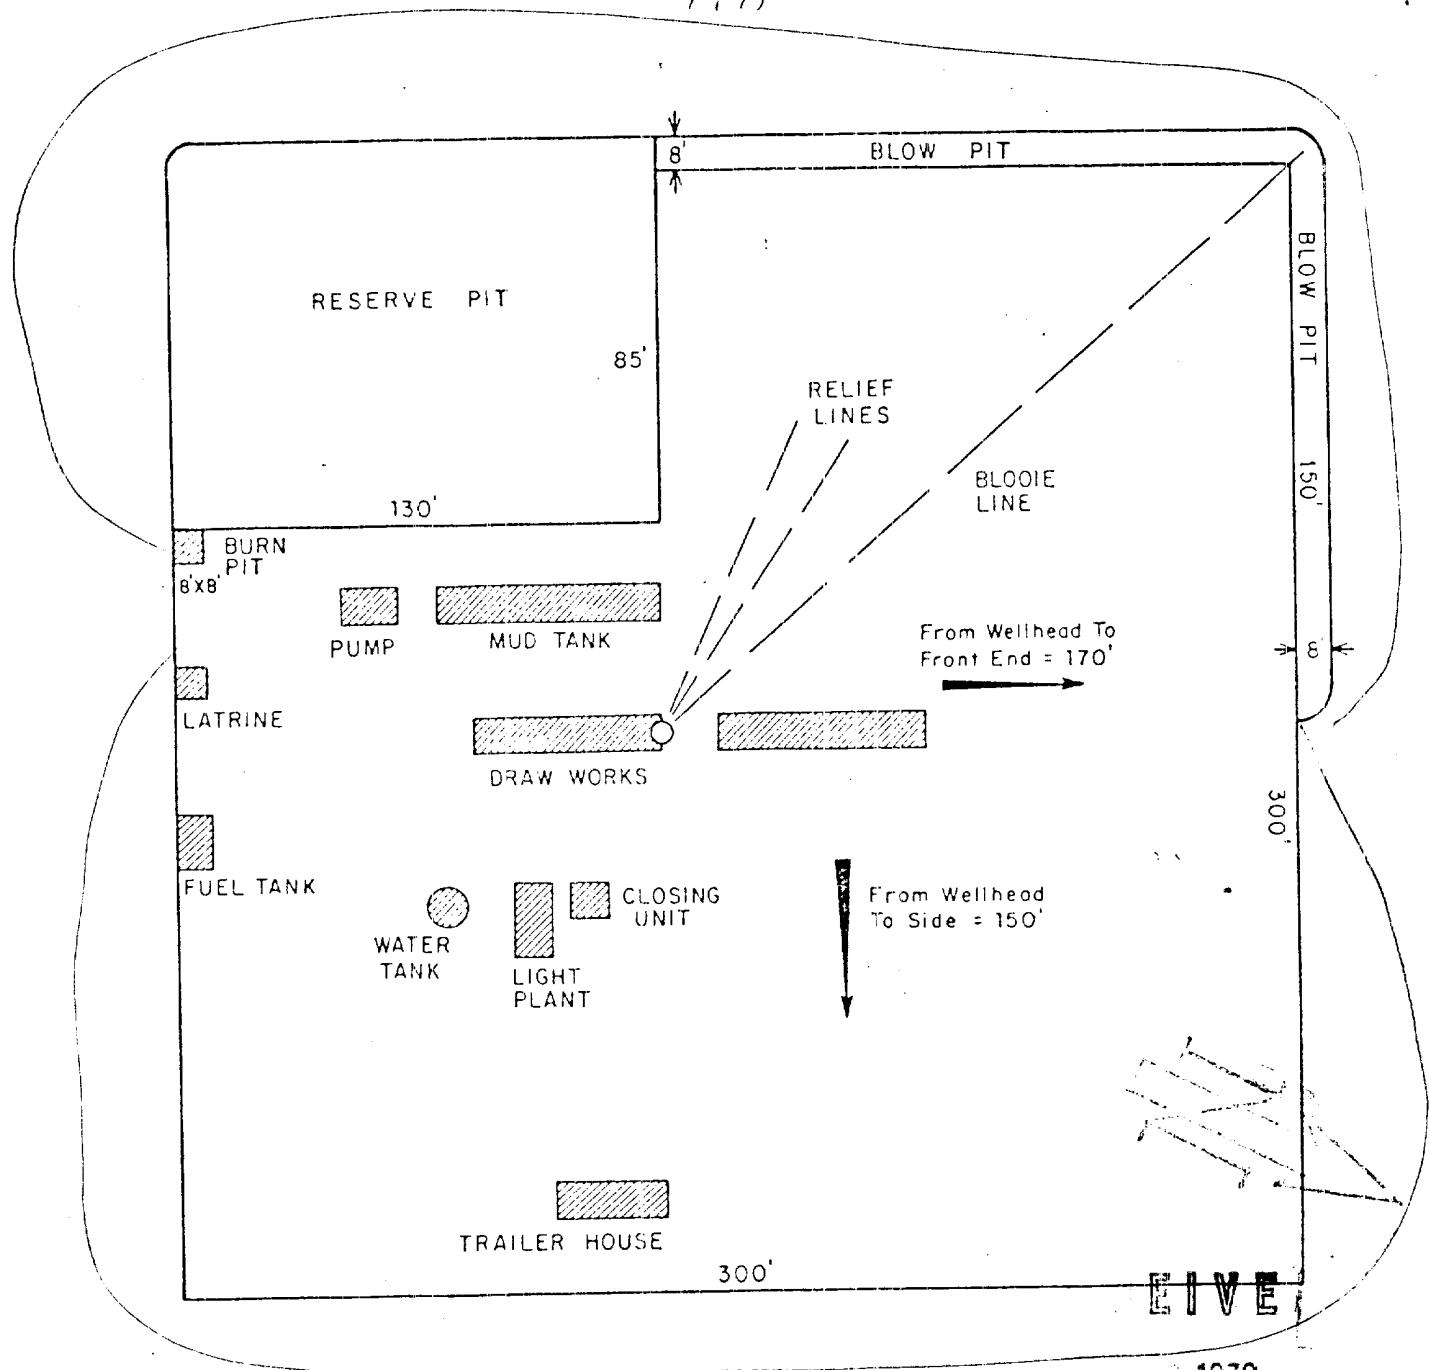 8'
BLOW PIT
RESERVE PIT
85'
130'
BLOW PIT
150'
8'
RELIEF
LINES
BLOOIE
LINE
BURN
PIT
8'X8'
PUMP
MUD TANK
From Wellhead To
Front End = 170'
LATRINE
DRAW WORKS
300'
FUEL TANK
WATER
TANK
LIGHT
PLANT
CLOSING
UNIT
From Wellhead
To Side = 150'
TRAILER HOUSE
300'
EIVE